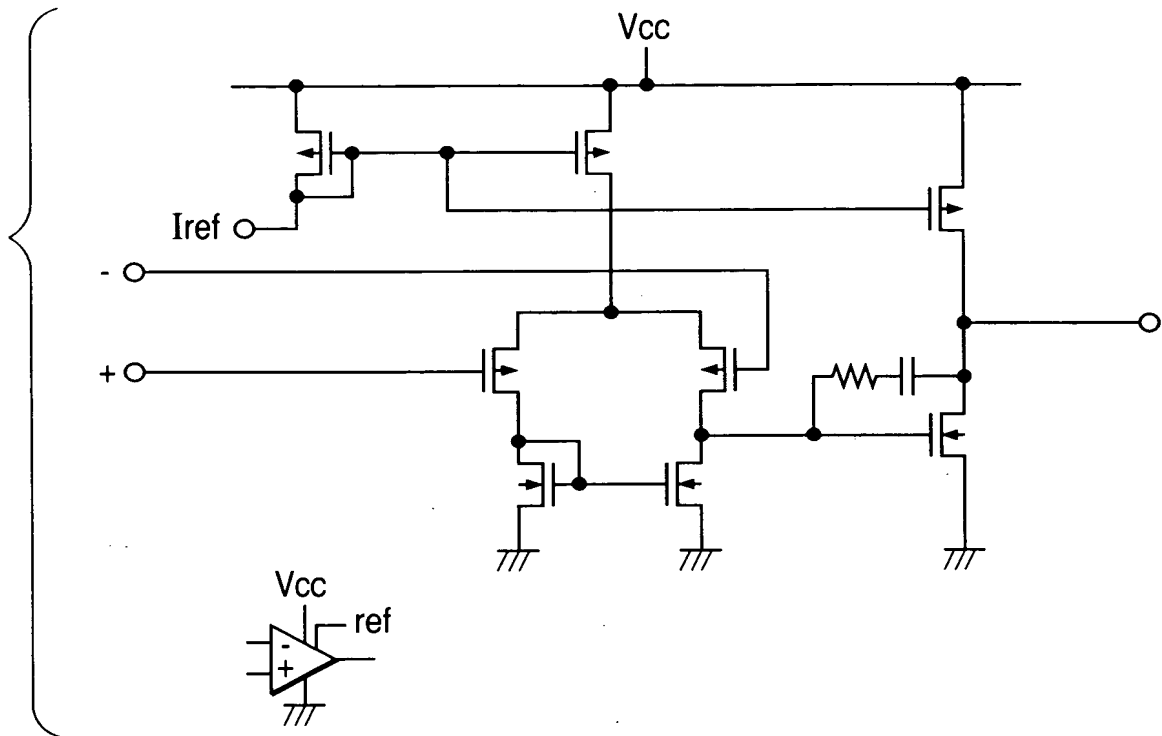 Vcc
Iref
-
+
Vcc
ref
-
+